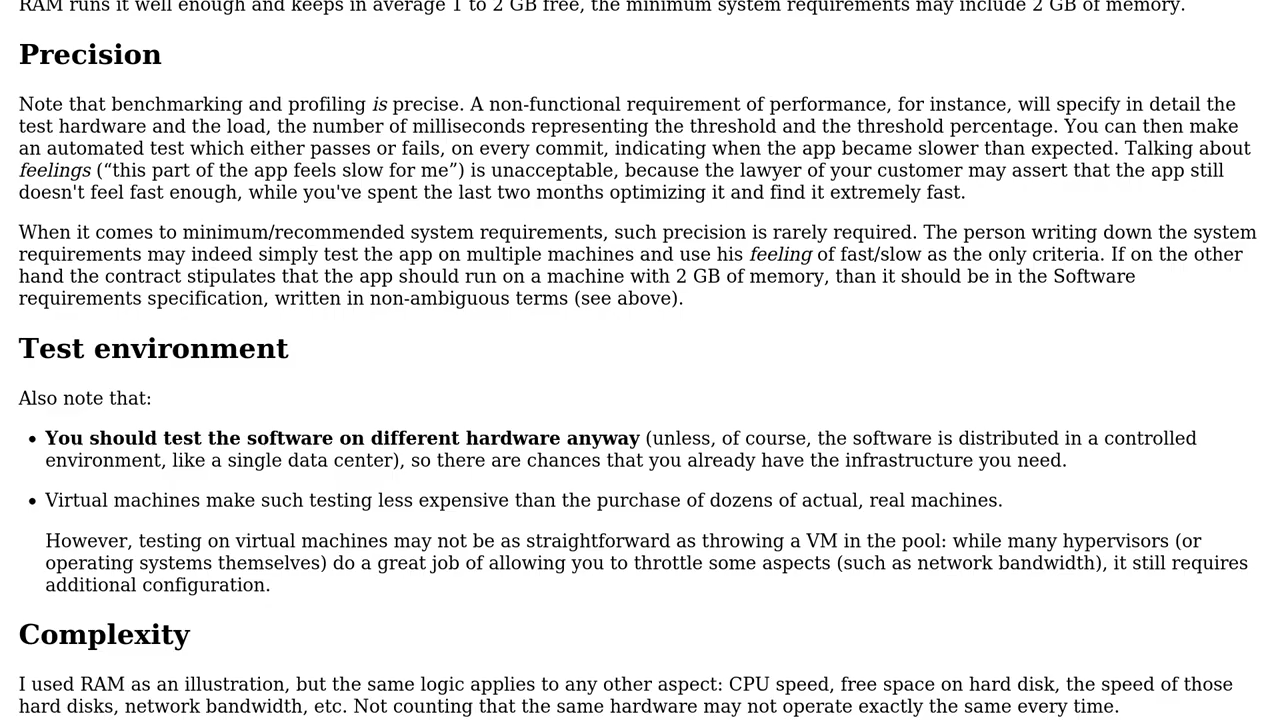 RAM runs it well enough and keeps in average 1 to 2 GB free, the minimum system requirements may include 2 GB of memory.
Precision
Note that benchmarking and profiling is precise. A non-functional requirement of performance, for instance, will specify in detail the
test hardware and the load, the number of milliseconds representing the threshold and the threshold percentage. You can then make
an automated test which either passes or fails, on every commit, indicating when the app became slower than expected. Talking about
feelings (“this part of the app feels slow for me”) is unacceptable, because the lawyer of your customer may assert that the app still
doesn't feel fast enough, while you've spent the last two months optimizing it and find it extremely fast.
When it comes to minimum/recommended system requirements, such precision is rarely required. The person writing down the system
requirements may indeed simply test the app on multiple machines and use his feeling of fast/slow as the only criteria. If on the other
hand the contract stipulates that the app should run on a machine with 2 GB of memory, than it should be in the Software
requirements specification, written in non-ambiguous terms (see above).
Test environment
Also note that:
• You should test the software on different hardware anyway (unless, of course, the software is distributed in a controlled
environment, like a single data center), so there are chances that you already have the infrastructure you need.
• Virtual machines make such testing less expensive than the purchase of dozens of actual, real machines.
However, testing on virtual machines may not be as straightforward as throwing a VM in the pool: while many hypervisors (or
operating systems themselves) do a great job of allowing you to throttle some aspects (such as network bandwidth), it still requires
additional configuration.
Complexity
I used RAM as an illustration, but the same logic applies to any other aspect: CPU speed, free space on hard disk, the speed of those
hard disks, network bandwidth, etc. Not counting that the same hardware may not operate exactly the same every time.